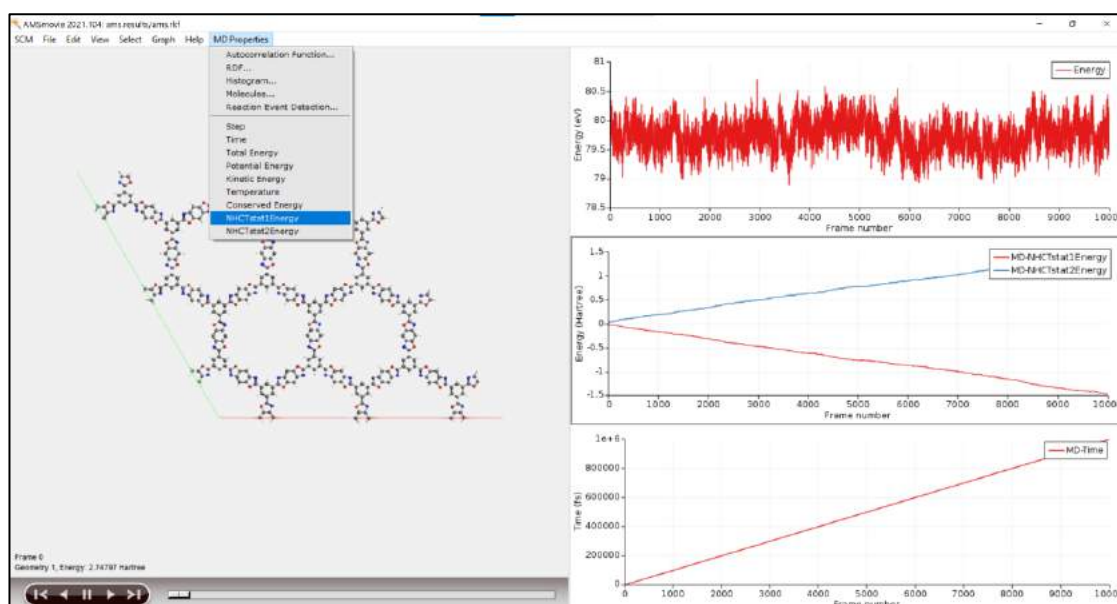 AMSmovie 2021.104: ams.results/ams.rkf
SCM File Edit View Select Graph Help MD Properties
Autocorrelation Function...
RDF...
Histogram...
Molecules...
Reaction Event Detection...
Step
Time
Total Energy
Potential Energy
Kinetic Energy
Temperature
Conserved Energy
NHCTstat1Energy
NHCTstat2Energy
Frame 0
Geometry 1, Energy: 2.74797 Hartree
Energy
Energy (eV)
81
80.5
80
79.5
79
78.5
0 1000 2000 3000 4000 5000 6000 7000 8000 9000 10000
Frame number
MD-NHCTstat1Energy
MD-NHCTstat2Energy
Energy (Hartree)
1.5
1
0.5
0
-0.5
-1
-1.5
0 1000 2000 3000 4000 5000 6000 7000 8000 9000 10000
Frame number
MD-Time
Time (fs)
1e+6
800000
600000
400000
200000
0
0 1000 2000 3000 4000 5000 6000 7000 8000 9000 10000
Frame number